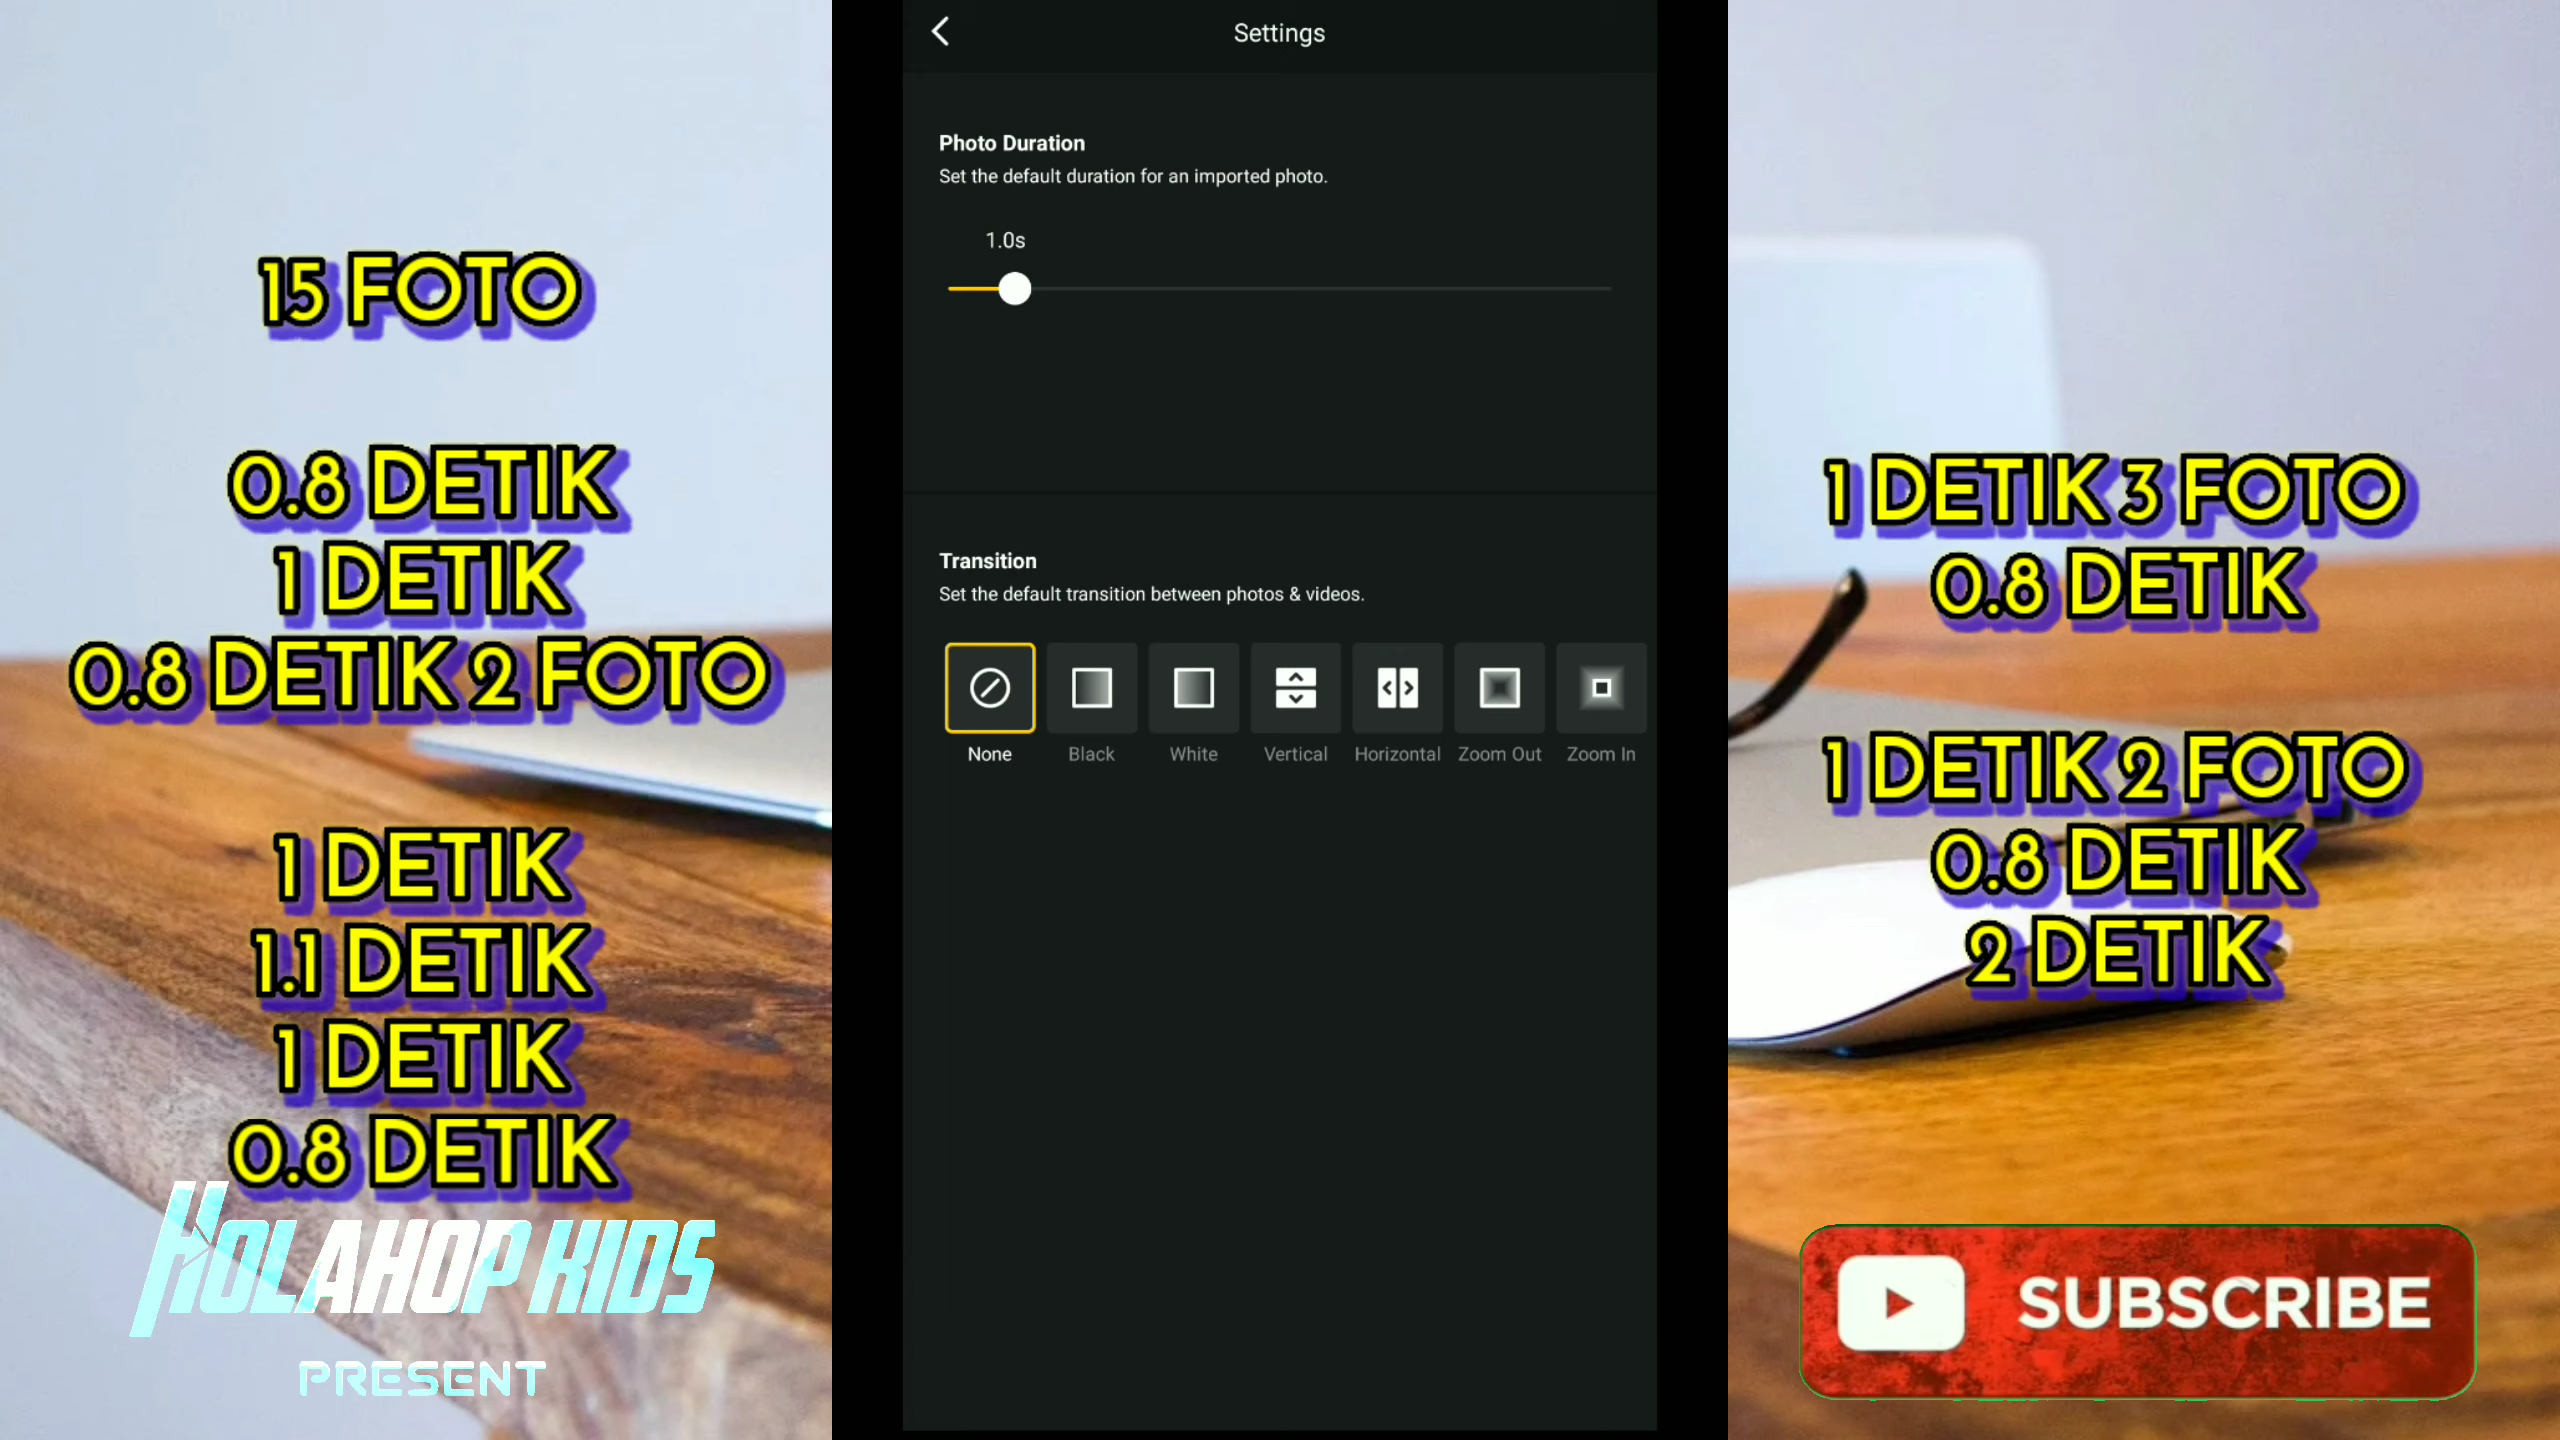 15 FOTO
0.8 DETIK
1 DETIK
0.8 DETIK 2 FOTO
1 DETIK
1.1 DETIK
1 DETIK
0.8 DETIK
HOLAHOP KIDS
PRESENT
Settings
Photo Duration
Set the default duration for an imported photo.
1.0s
Transition
Set the default transition between photos & videos.
None Black White Vertical Horizontal Zoom Out Zoom In
1 DETIK 3 FOTO
0.8 DETIK
1 DETIK 2 FOTO
0.8 DETIK
2 DETIK
SUBSCRIBE